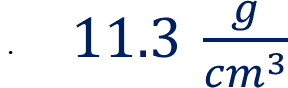 . 11.3 g/cm³